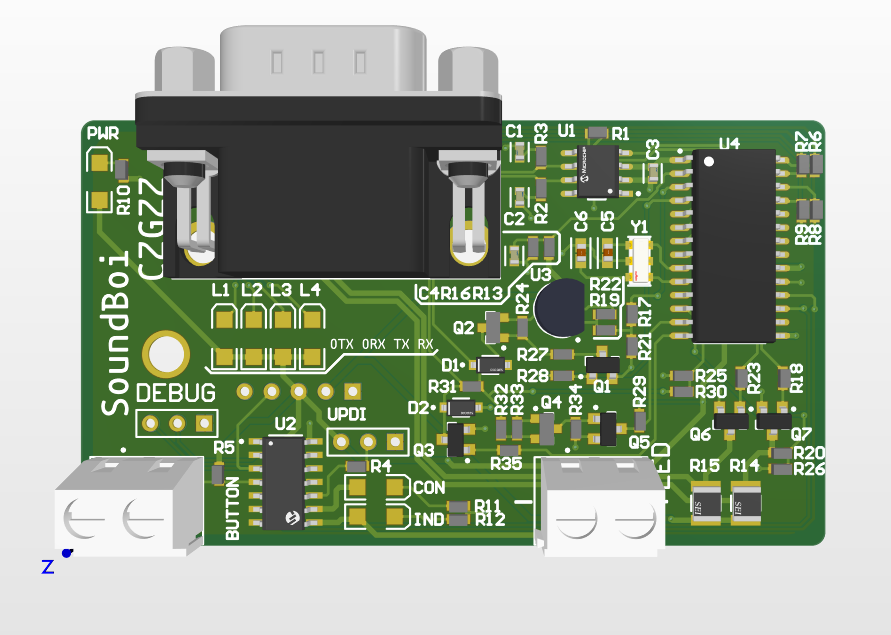 PWR
R10
CZGZZ
SoundBoi
C1
R3
U1
R1
C3
U4
R7
R6
Microchip
C2
R2
R9
R8
C6
C5
Y1
U3
C4R16R13
L1
L2
L3
L4
R24
R22
R19
R17
Q2
OTX ORX TX RX
R21
D1
R27
R28
Q1
R25
R30
R23
R18
R31
DEBUG
UPDI
D2
R32
R33
Q4
R34
R29
U2
Q3
Q5
Q6
Q7
R5
R4
R35
R20
R26
LED
R15
R14
BUTTON
CON
IND
R11
R12
SEI
SEI
Z